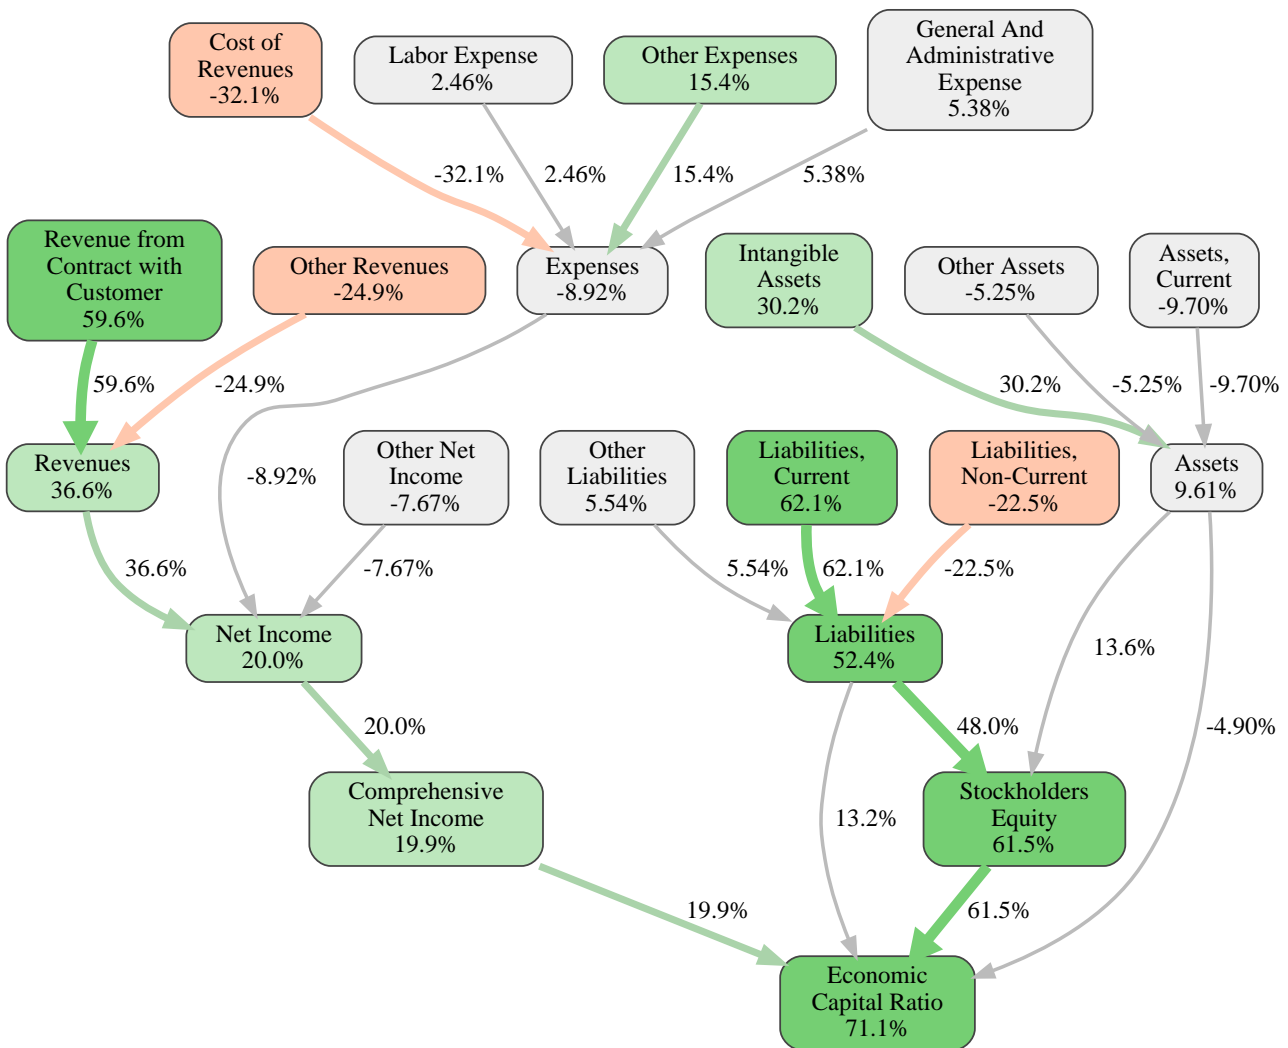 Cost of
Revenues
-32.1%
Labor Expense
2.46%
Other Expenses
15.4%
General And
Administrative
Expense
5.38%
-32.1%
2.46%
15.4%
5.38%
Revenue from
Contract with
Customer
59.6%
Other Revenues
-24.9%
Expenses
-8.92%
Intangible
Assets
30.2%
Other Assets
-5.25%
Assets,
Current
-9.70%
59.6%
-24.9%
30.2%
-5.25%
-9.70%
Revenues
36.6%
-8.92%
Other Net
Income
-7.67%
Other
Liabilities
5.54%
Liabilities,
Current
62.1%
Liabilities,
Non-Current
-22.5%
Assets
9.61%
36.6%
-7.67%
5.54%
62.1%
-22.5%
Net Income
20.0%
Liabilities
52.4%
13.6%
20.0%
48.0%
-4.90%
Comprehensive
Net Income
19.9%
13.2%
Stockholders
Equity
61.5%
19.9%
61.5%
Economic
Capital Ratio
71.1%